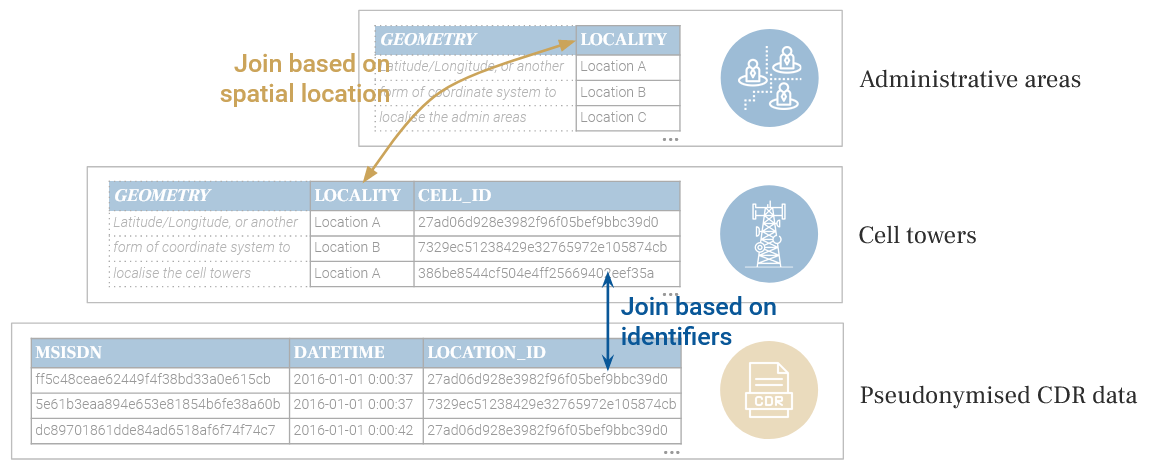 GEOMETRY LOCALITY
Join based on
spatial location
Latitude/Longitude, or another Location A
form of coordinate system to Location B
localise the admin areas Location C
...
Administrative areas
GEOMETRY LOCALITY CELL_ID
Latitude/Longitude, or another Location A 27ad06d928e3982f96f05bef9bbc39d0
form of coordinate system to Location B 7329ec51238429e32765972e105874cb
localise the cell towers Location A 386be8544cf504e4ff25669402eef35a
...
Cell towers
Join based on
identifiers
MSISDN DATETIME LOCATION_ID
ff5c48ceae62449f4f38bd33a0e615cb 2016-01-01 0:00:37 27ad06d928e3982f96f05bef9bbc39d0
5e61b3eaa894e653e81854b6fe38a60b 2016-01-01 0:00:37 7329ec51238429e32765972e105874cb
dc89701861dde84ad6518af6f74f74c7 2016-01-01 0:00:42 27ad06d928e3982f96f05bef9bbc39d0
...
CDR
Pseudonymised CDR data